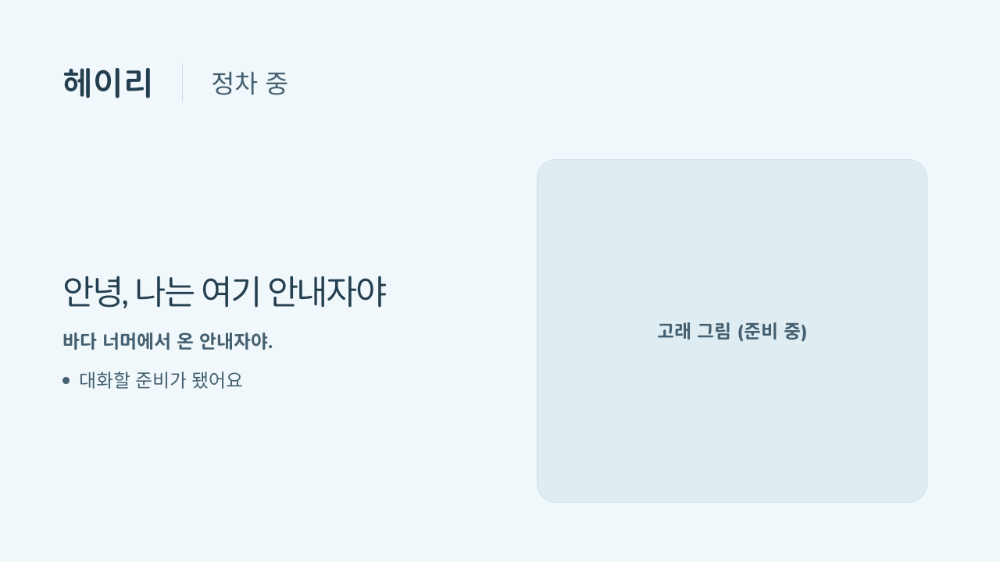 헤이리
정차 중
안녕, 나는 여기 안내자야
바다 너머에서 온 안내자야.
• 대화할 준비가 됐어요
고래 그림 (준비 중)